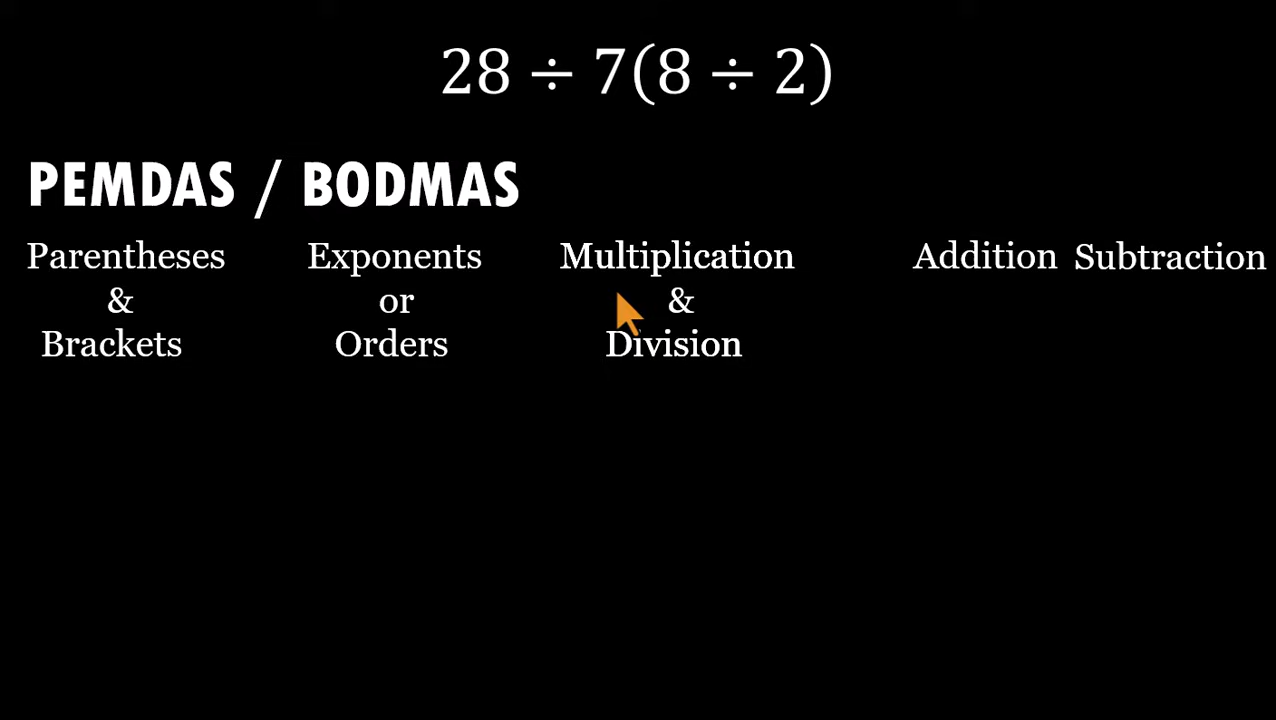 28 ÷ 7(8 ÷ 2)
PEMDAS / BODMAS
Parentheses & Brackets
Exponents or Orders
Multiplication & Division
Addition
Subtraction